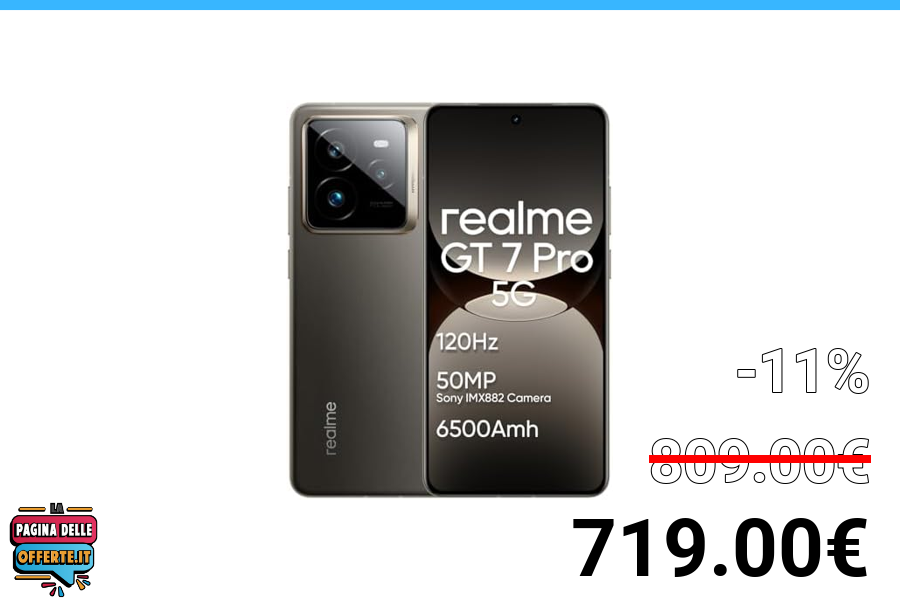 realme
GT 7 Pro
5G
120Hz
50MP
Sony IMX882 Camera
6500Amh
realme
-11%
809.00€
719.00€
LA
PAGINA DELLE
OFFERTE.IT